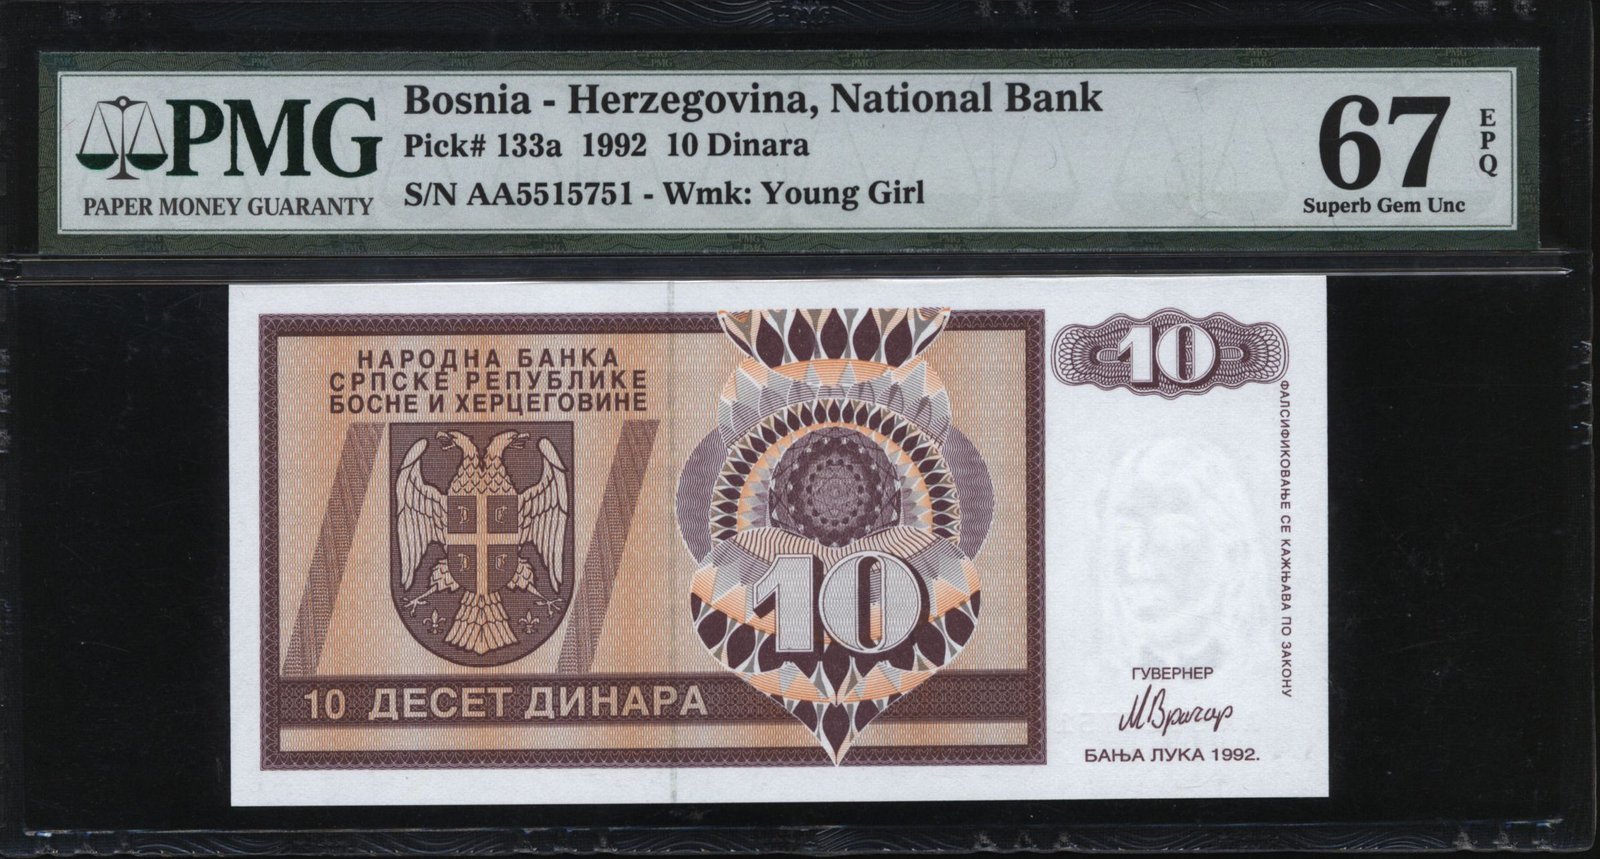 PMG
PAPER MONEY GUARANTY
Bosnia - Herzegovina, National Bank
Pick# 133a 1992 10 Dinara
S/N AA5515751 - Wmk: Young Girl
67
EPQ
Superb Gem Unc
НАРОДНА БАНКА
СРПСКЕ РЕПУБЛИКЕ
БОСНЕ И ХЕРЦЕГОВИНЕ
10 ДЕСЕТ ДИНАРА
10
10
ФАЛСИФИКОВАЊЕ СЕ КАЖЊАВА ПО ЗАКОНУ
ГУВЕРНЕР
М Врачар
БАЊА ЛУКА 1992.